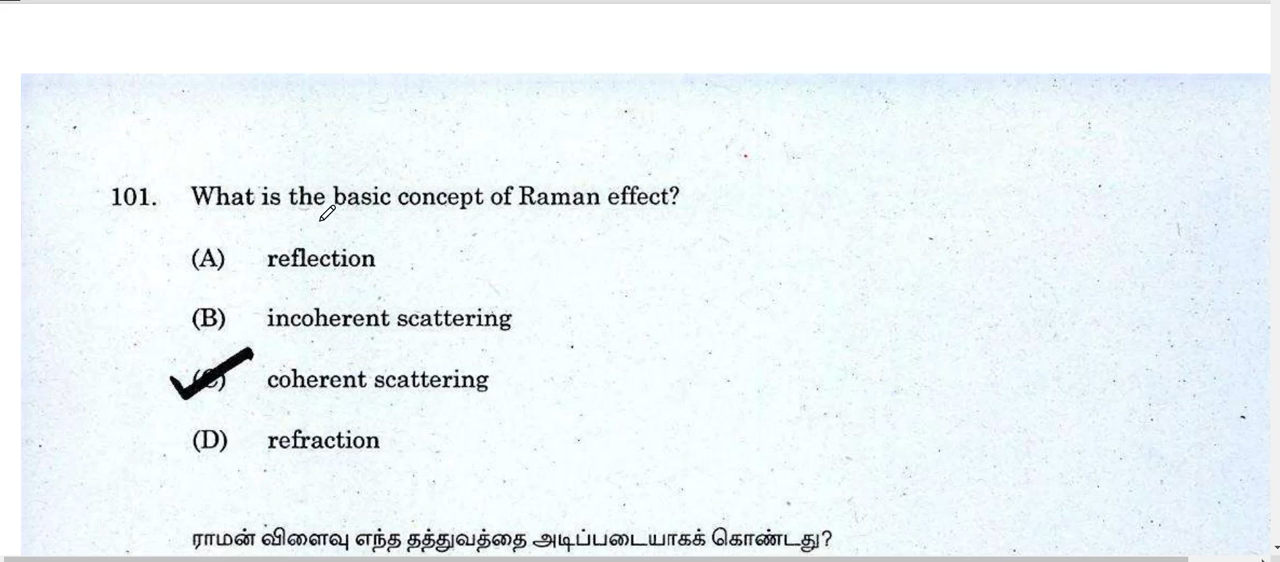 101. What is the basic concept of Raman effect?
(A) reflection
(B) incoherent scattering
(C) coherent scattering
(D) refraction
ராமன் விளைவு எந்த தத்துவத்தை அடிப்படையாகக் கொண்டது?